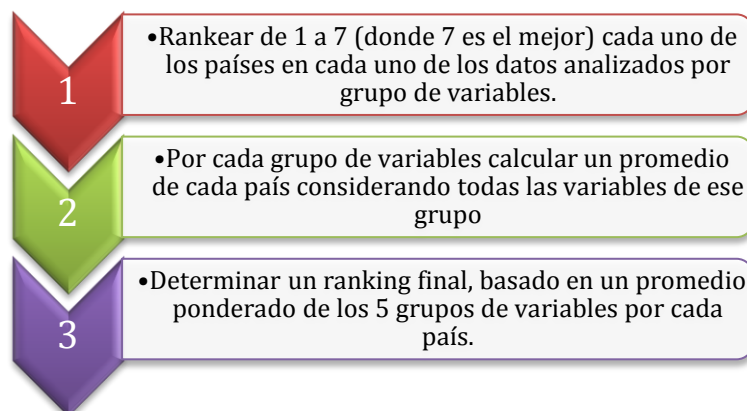 1
•Rankear de 1 a 7 (donde 7 es el mejor) cada uno de
los países en cada uno de los datos analizados por
grupo de variables.
2
•Por cada grupo de variables calcular un promedio
de cada país considerando todas las variables de ese
grupo
3
•Determinar un ranking final, basado en un promedio
ponderado de los 5 grupos de variables por cada
país.